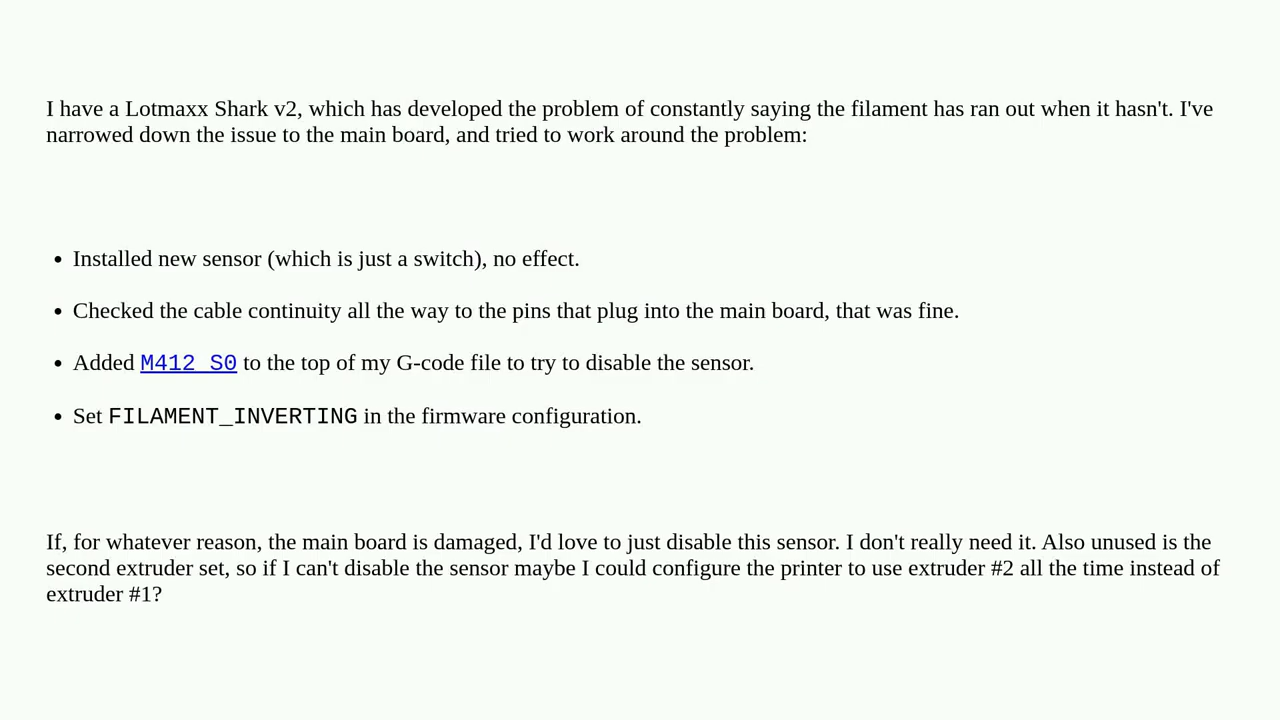 I have a Lotmaxx Shark v2, which has developed the problem of constantly saying the filament has ran out when it hasn't. I've
narrowed down the issue to the main board, and tried to work around the problem:
• Installed new sensor (which is just a switch), no effect.
• Checked the cable continuity all the way to the pins that plug into the main board, that was fine.
• Added M412 S0 to the top of my G-code file to try to disable the sensor.
• Set FILAMENT_INVERTING in the firmware configuration.
If, for whatever reason, the main board is damaged, I'd love to just disable this sensor. I don't really need it. Also unused is the
second extruder set, so if I can't disable the sensor maybe I could configure the printer to use extruder #2 all the time instead of
extruder #1?